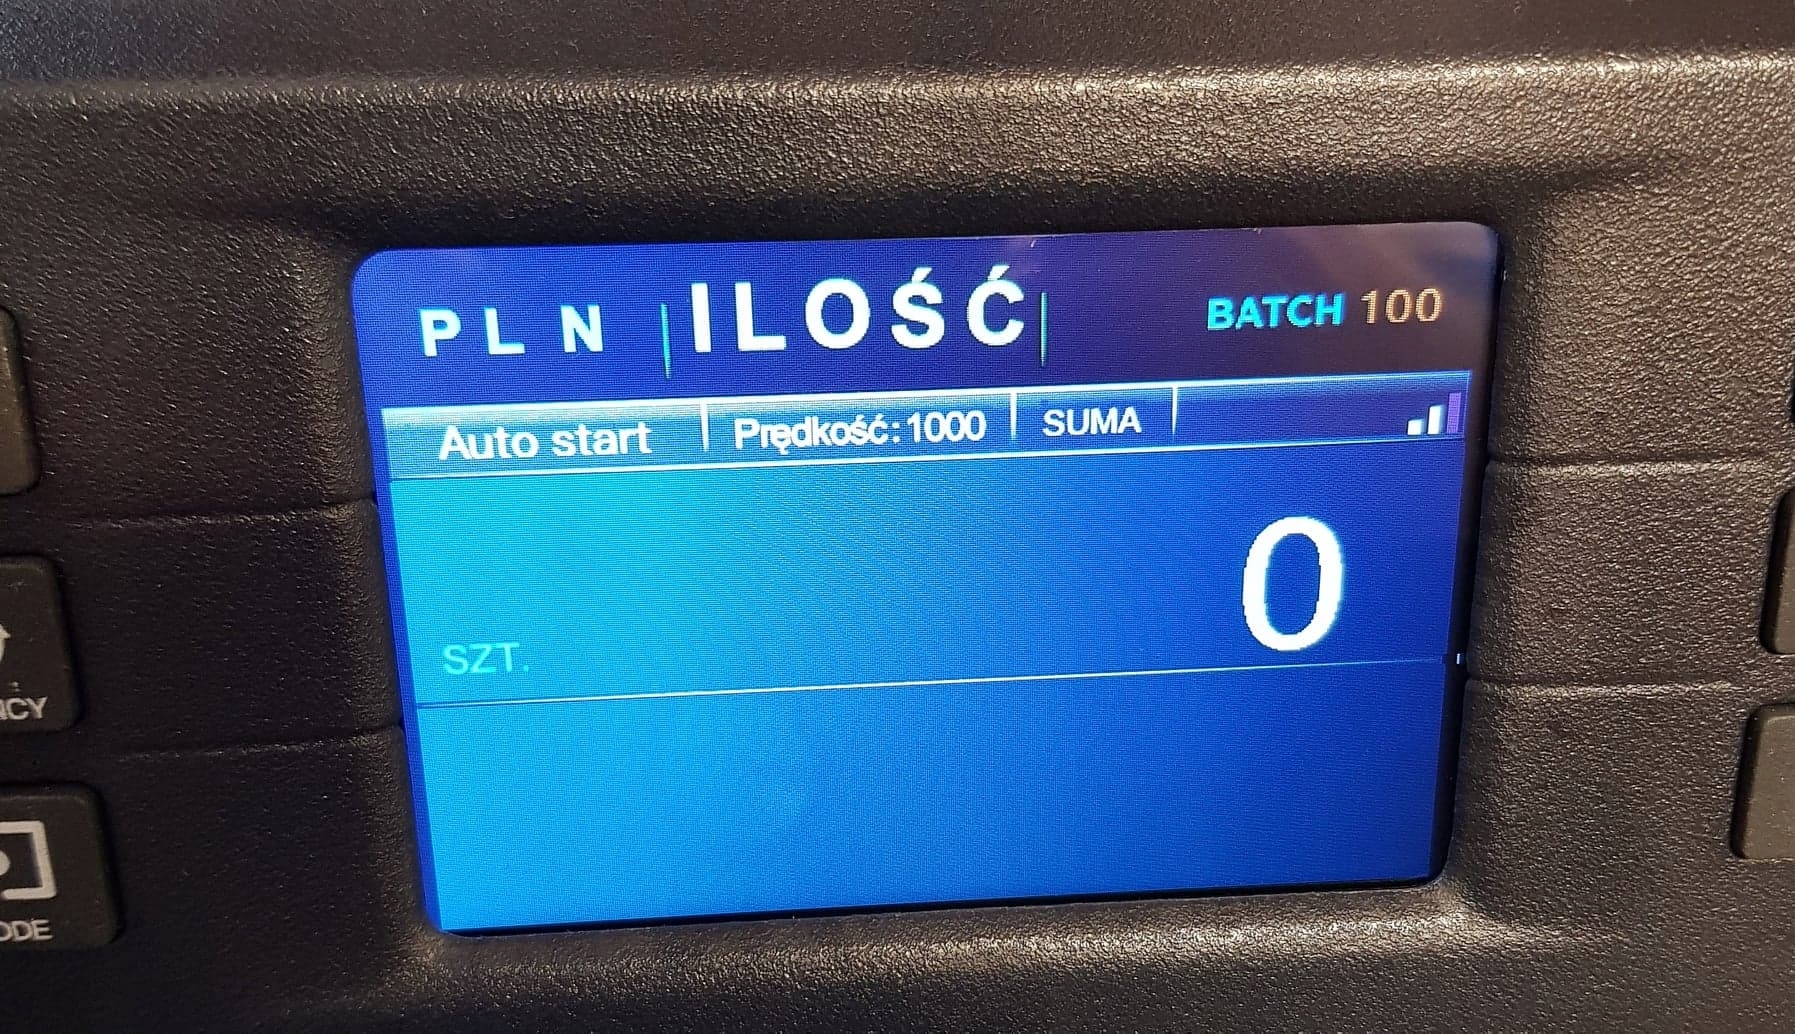 PLN ILOŚĆ BATCH 100
Auto start Prędkość:1000 SUMA
0
SZT.